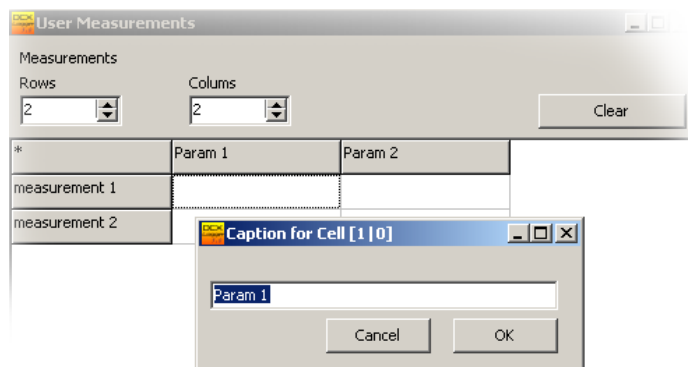 User Measurements
Measurements
Rows Colums
2 2 Clear
* Param 1 Param 2
measurement 1
measurement 2
Caption for Cell [1|0]
Param 1
Cancel OK